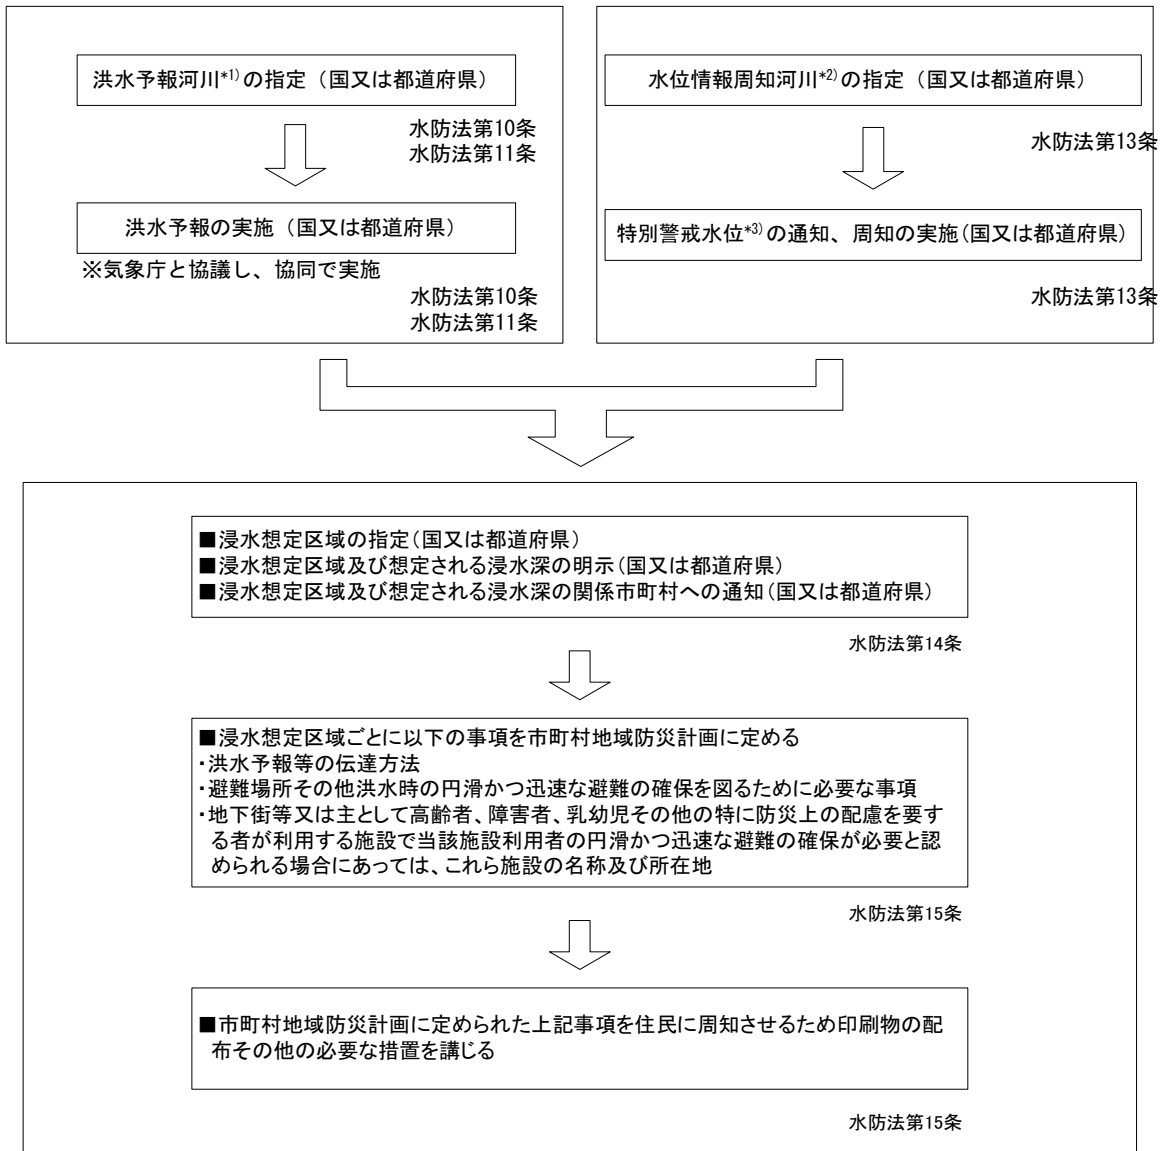 洪水予報河川*1)の指定（国又は都道府県）
水防法第10条
水防法第11条
洪水予報の実施（国又は都道府県）
※気象庁と協議し、協同で実施
水防法第10条
水防法第11条
水位情報周知河川*2)の指定（国又は都道府県）
水防法第13条
特別警戒水位*3)の通知、周知の実施(国又は都道府県)
水防法第13条
■浸水想定区域の指定(国又は都道府県)
■浸水想定区域及び想定される浸水深の明示(国又は都道府県)
■浸水想定区域及び想定される浸水深の関係市町村への通知(国又は都道府県)
水防法第14条
■浸水想定区域ごとに以下の事項を市町村地域防災計画に定める
・洪水予報等の伝達方法
・避難場所その他洪水時の円滑かつ迅速な避難の確保を図るために必要な事項
・地下街等又は主として高齢者、障害者、乳幼児その他の特に防災上の配慮を要す
る者が利用する施設で当該施設利用者の円滑かつ迅速な避難の確保が必要と認
められる場合にあっては、これら施設の名称及び所在地
水防法第15条
■市町村地域防災計画に定められた上記事項を住民に周知させるため印刷物の配
布その他の必要な措置を講じる
水防法第15条